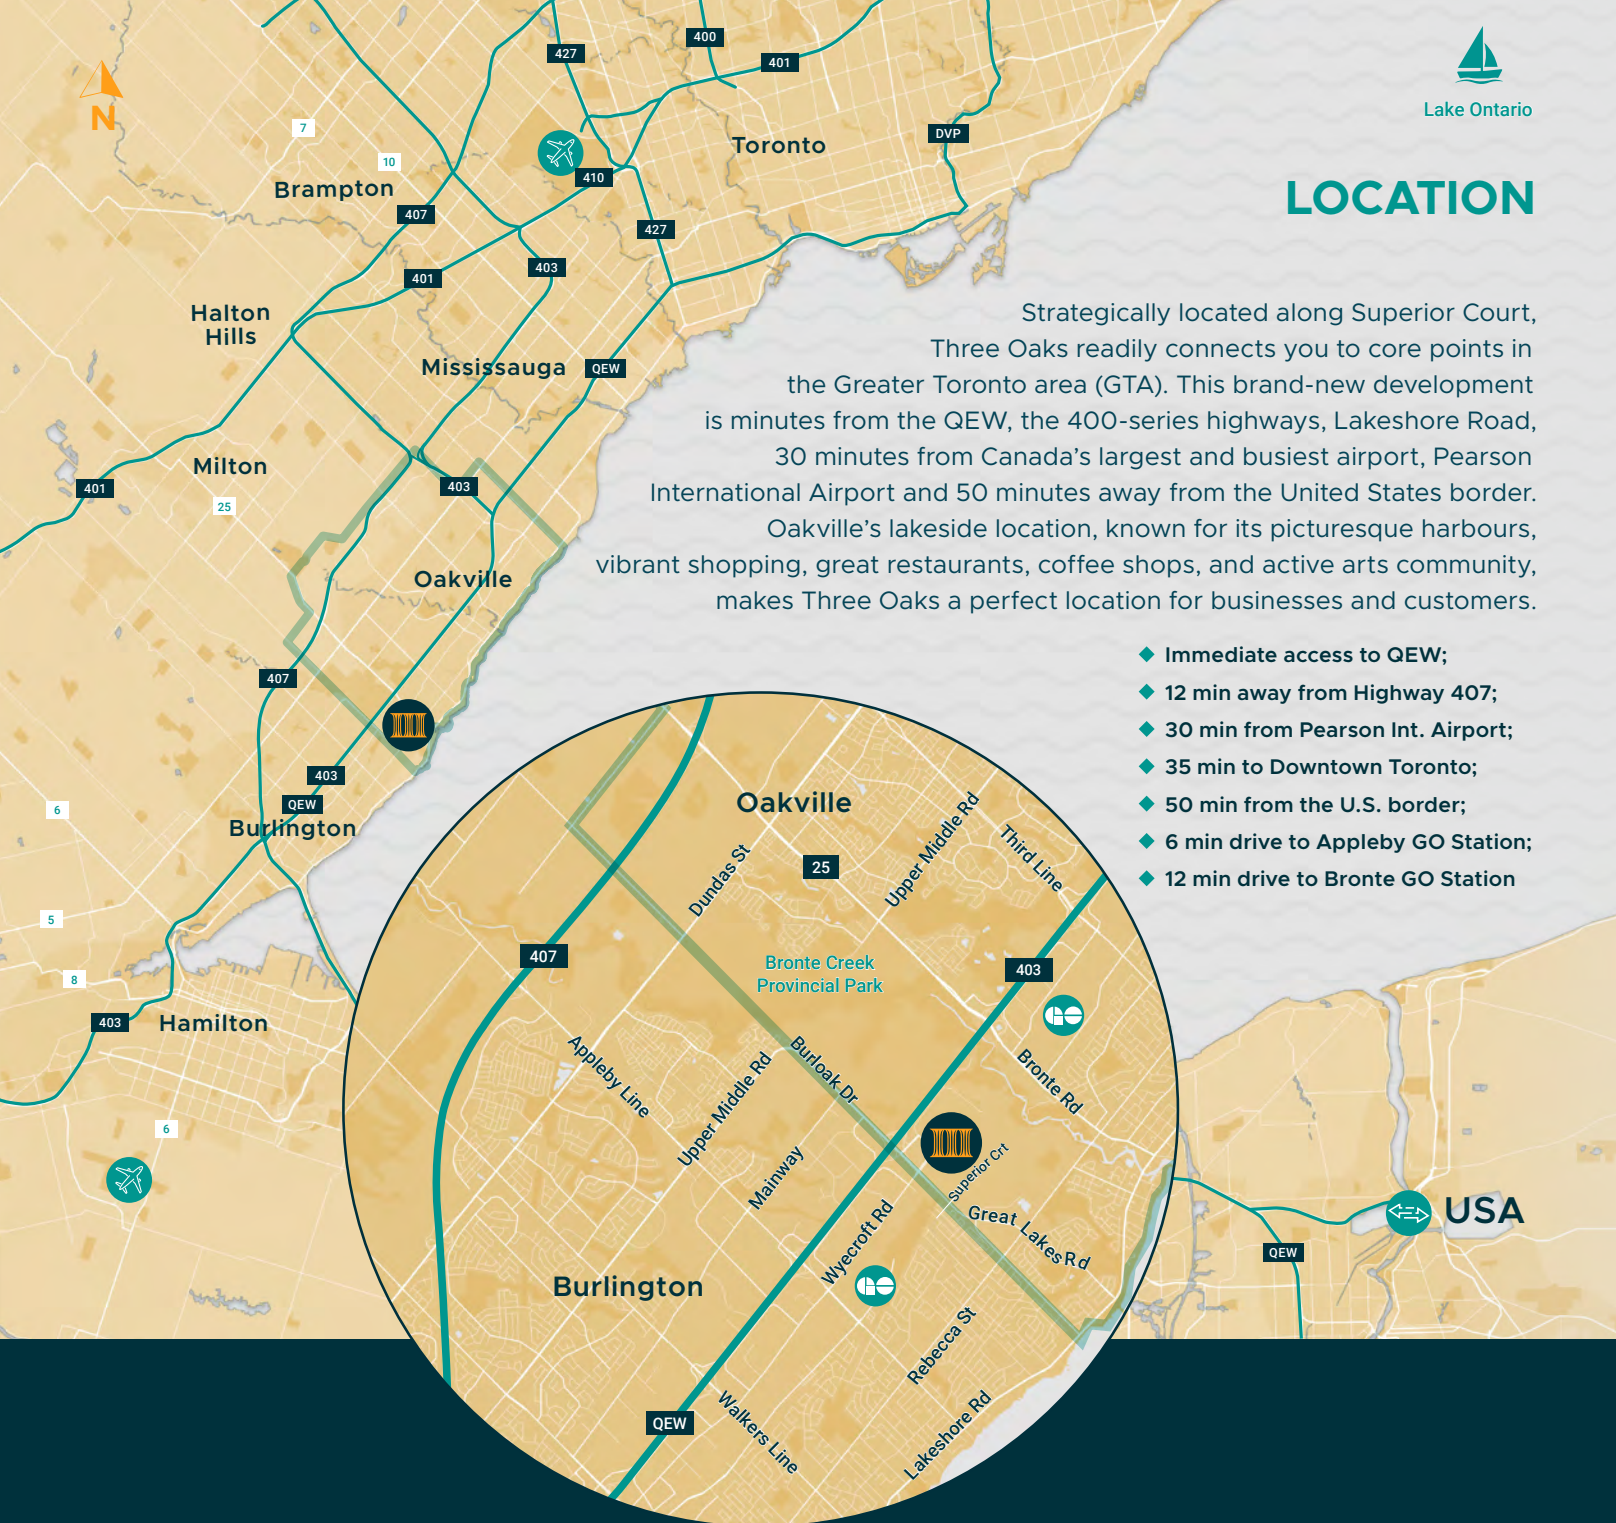 Lake Ontario
LOCATION
Strategically located along Superior Court,
Three Oaks readily connects you to core points in
the Greater Toronto area (GTA). This brand-new development
is minutes from the QEW, the 400-series highways, Lakeshore Road,
30 minutes from Canada’s largest and busiest airport, Pearson
International Airport and 50 minutes away from the United States border.
Oakville’s lakeside location, known for its picturesque harbours,
vibrant shopping, great restaurants, coffee shops, and active arts community,
makes Three Oaks a perfect location for businesses and customers.
Immediate access to QEW;
12 min away from Highway 407;
30 min from Pearson Int. Airport;
35 min to Downtown Toronto;
50 min from the U.S. border;
6 min drive to Appleby GO Station;
12 min drive to Bronte GO Station
N
400
427
401
7
DVP
Toronto
10
410
Brampton
407
427
403
401
Halton
Hills
Mississauga
QEW
Milton
403
401
25
Oakville
407
403
QEW
6
Burlington
5
8
403
Hamilton
6
USA
QEW
Oakville
Upper Middle Rd
Third Line
25
Dundas St
407
Bronte Creek
Provincial Park
403
Appleby Line
Upper Middle Rd
Burloak Dr
Bronte Rd
Mainway
Superior Crt
Great Lakes Rd
Wyecroft Rd
Burlington
Rebecca St
QEW
Walkers Line
Lakeshore Rd